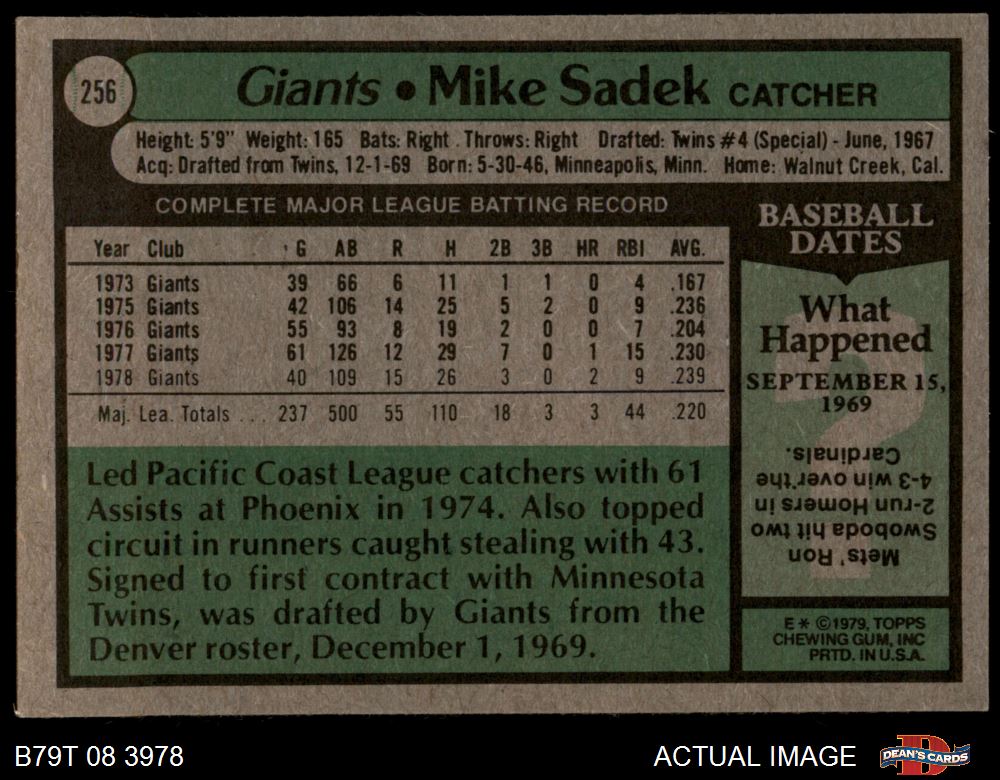 256
Giants • Mike Sadek CATCHER
Height: 5'9" Weight: 165 Bats: Right Throws: Right Drafted: Twins #4 (Special) - June, 1967
Acq: Drafted from Twins, 12-1-69 Born: 5-30-46, Minneapolis, Minn. Home: Walnut Creek, Cal.
COMPLETE MAJOR LEAGUE BATTING RECORD
Year Club G AB R H 2B 3B HR RBI AVG.
1973 Giants 39 66 6 11 1 1 0 4 .167
1975 Giants 42 106 14 25 5 2 0 9 .236
1976 Giants 55 93 8 19 2 0 0 7 .204
1977 Giants 61 126 12 29 7 0 1 15 .230
1978 Giants 40 109 15 26 3 0 2 9 .239
Maj. Lea. Totals ... 237 500 55 110 18 3 3 44 .220
Led Pacific Coast League catchers with 61
Assists at Phoenix in 1974. Also topped
circuit in runners caught stealing with 43.
Signed to first contract with Minnesota
Twins, was drafted by Giants from the
Denver roster, December 1, 1969.
BASEBALL
DATES
What
Happened
SEPTEMBER 15,
1969
Mets' Ron
Swoboda hit two
2-run Homers in
4-3 win over the
Cardinals.
E * ©1979, TOPPS
CHEWING GUM, INC
PRTD. IN U.S.A.
B79T 08 3978
ACTUAL IMAGE
DEAN'S CARDS